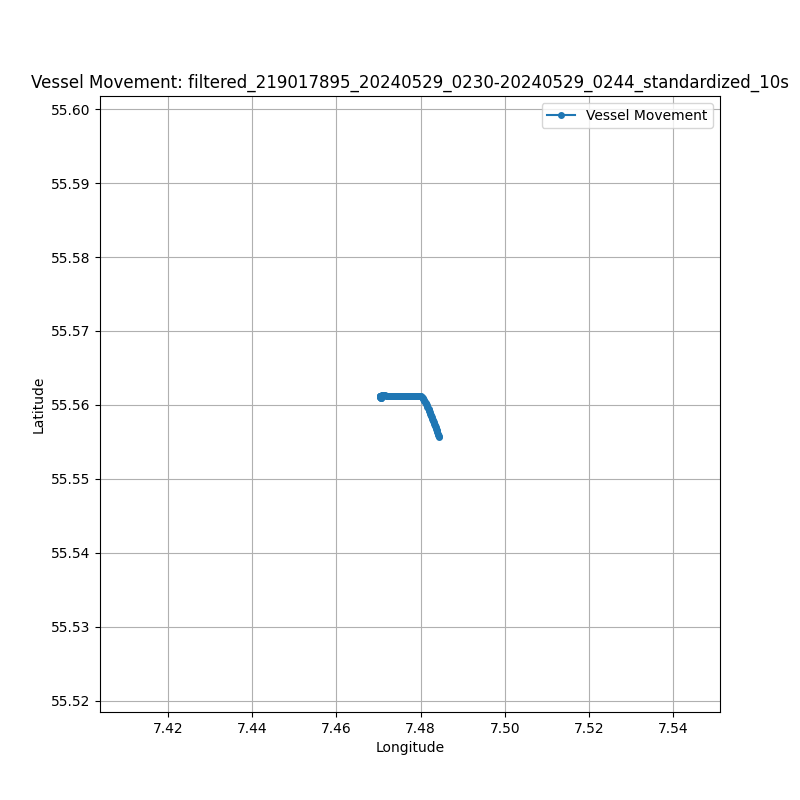 Vessel Movement: filtered_219017895_20240529_0230-20240529_0244_standardized_10s
Vessel Movement
55.60
55.59
55.58
55.57
55.56
55.55
55.54
55.53
55.52
Latitude
7.42 7.44 7.46 7.48 7.50 7.52 7.54
Longitude